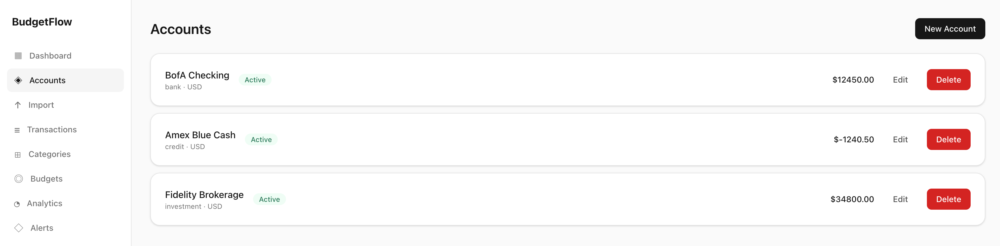 BudgetFlow
Dashboard
Accounts
Import
Transactions
Categories
Budgets
Analytics
Alerts
Accounts
New Account
BofA Checking
Active
bank · USD
$12450.00
Edit
Delete
Amex Blue Cash
Active
credit · USD
$-1240.50
Edit
Delete
Fidelity Brokerage
Active
investment · USD
$34800.00
Edit
Delete